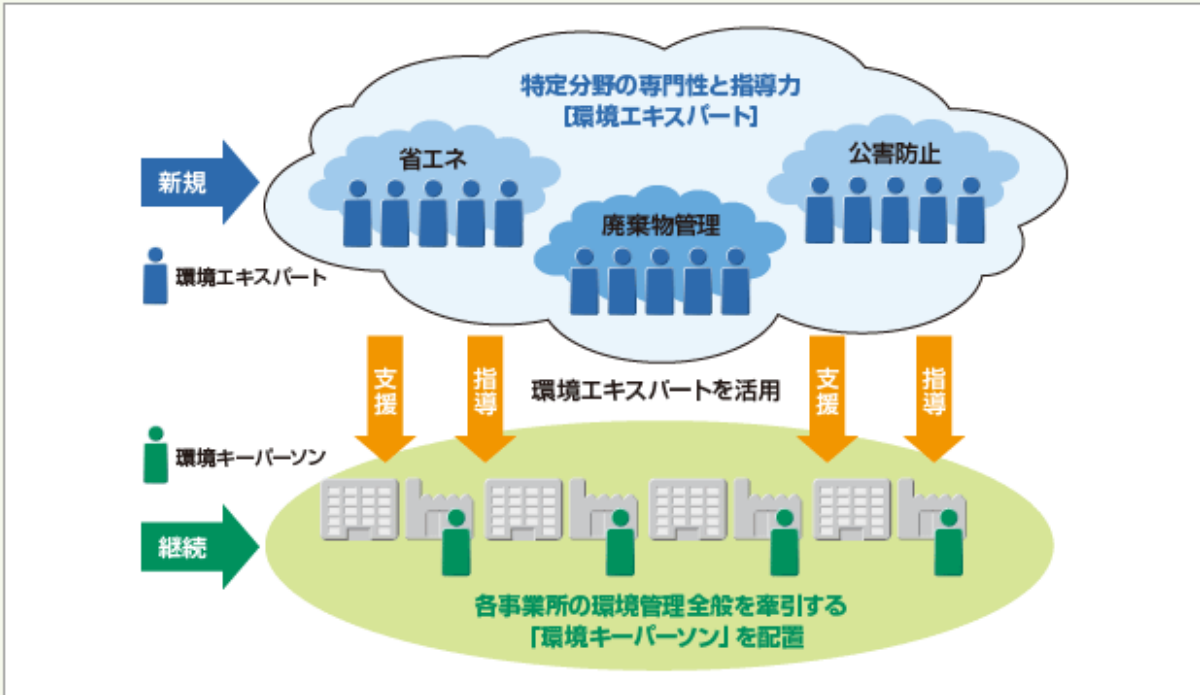 特定分野の専門性と指導力
[環境エキスパート]
省エネ
公害防止
新規
廃棄物管理
環境エキスパート
支援
指導
環境エキスパートを活用
支援
指導
環境キーパーソン
継続
各事業所の環境管理全般を牽引する
「環境キーパーソン」を配置